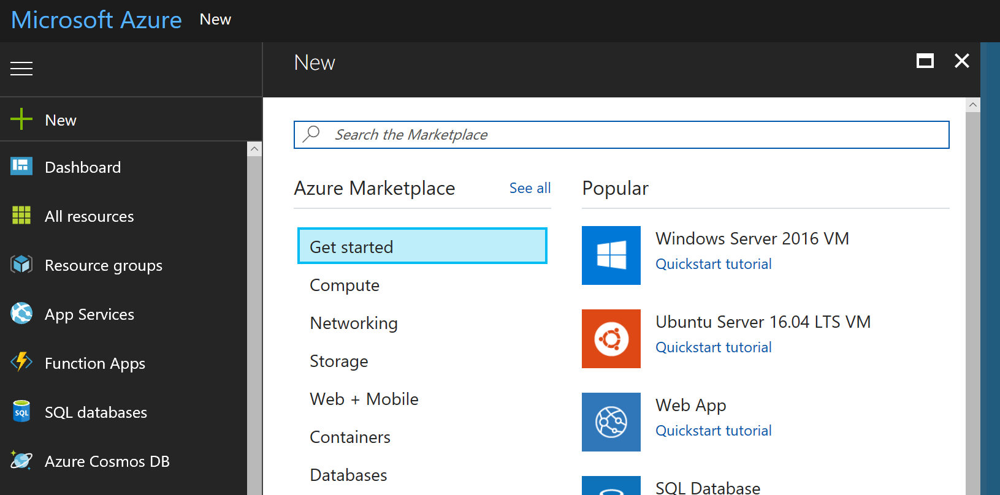 Microsoft Azure New
New
New
Dashboard
All resources
Resource groups
App Services
Function Apps
SQL
SQL databases
Azure Cosmos DB
Search the Marketplace
Azure Marketplace See all
Get started
Compute
Networking
Storage
Web + Mobile
Containers
Databases
Popular
Windows Server 2016 VM
Quickstart tutorial
Ubuntu Server 16.04 LTS VM
Quickstart tutorial
Web App
Quickstart tutorial
SQL Database